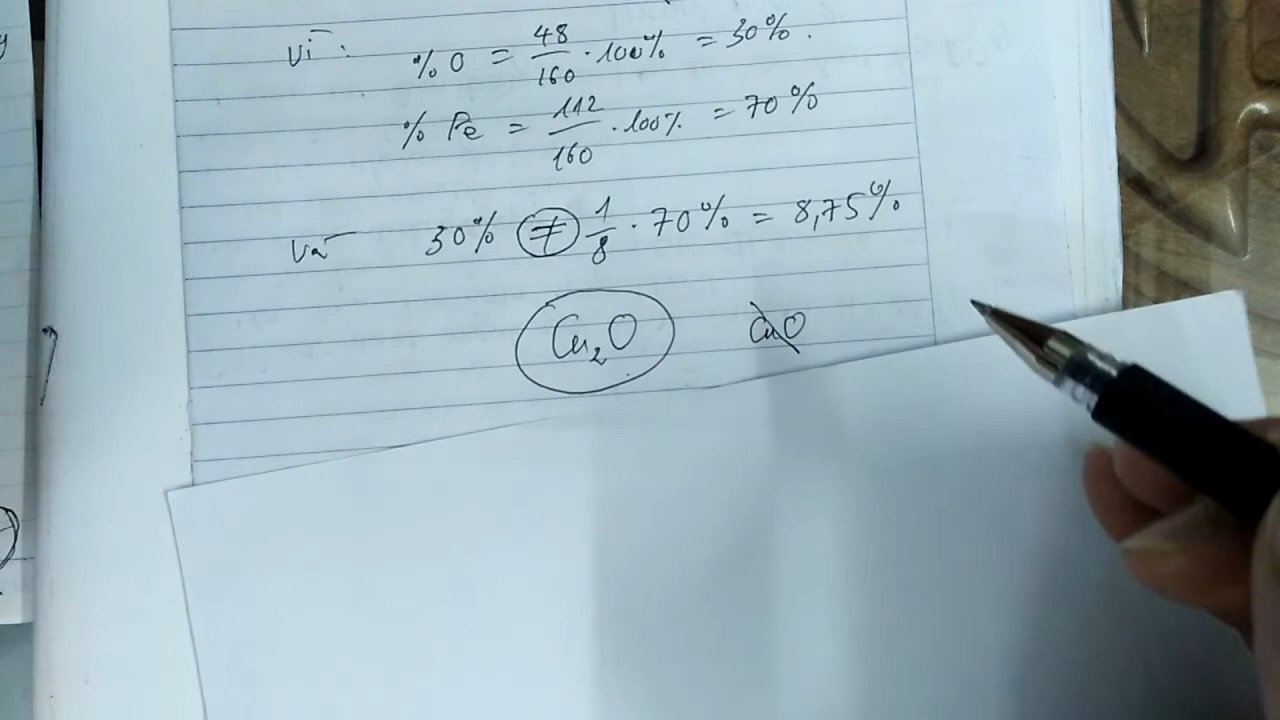 Vì: %O = 48/160 · 100% = 30%.
% Fe = 112/160 · 100% = 70%
Và 30% ≠ 1/8 · 70% = 8,75%
Cu₂O CuO